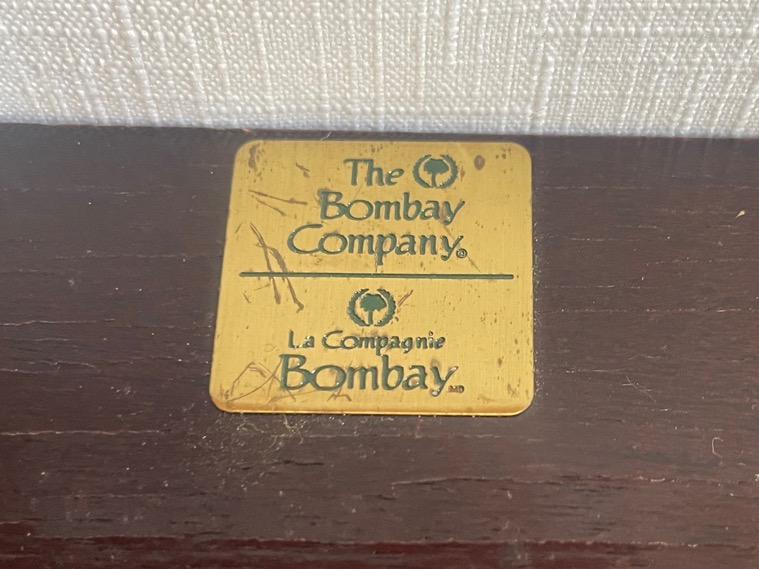 The
Bombay
Company®
La Compagnie
Bombay MD